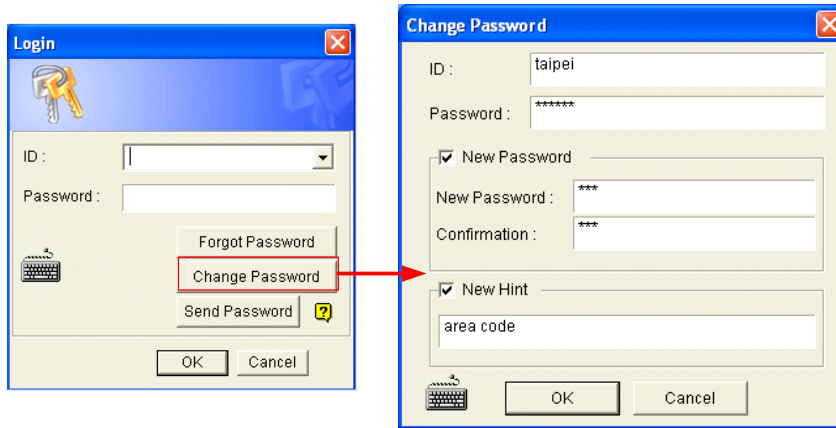 Login
ID :
Password :
Forgot Password
Change Password
Send Password
?
OK Cancel
Change Password
ID : taipei
Password : ******
New Password
New Password : ***
Confirmation : ***
New Hint
area code
OK Cancel